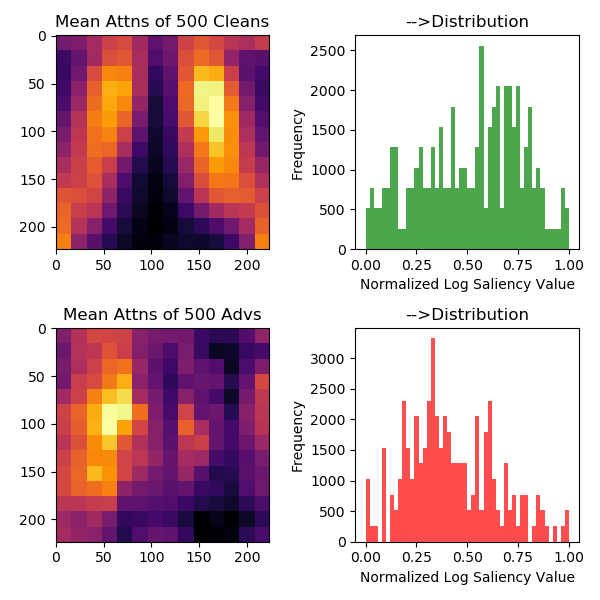 Mean Attns of 500 Cleans
0
50
100
150
200
0 50 100 150 200
-->Distribution
Frequency
2500
2000
1500
1000
500
0
0.00 0.25 0.50 0.75 1.00
Normalized Log Saliency Value
Mean Attns of 500 Advs
0
50
100
150
200
0 50 100 150 200
-->Distribution
Frequency
3000
2500
2000
1500
1000
500
0
0.00 0.25 0.50 0.75 1.00
Normalized Log Saliency Value